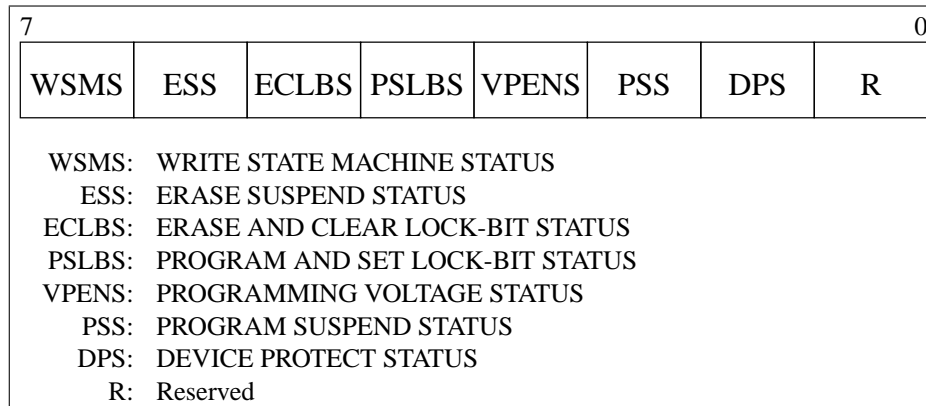 7 0
WSMS ESS ECLBS PSLBS VPENS PSS DPS R
WSMS: WRITE STATE MACHINE STATUS
ESS: ERASE SUSPEND STATUS
ECLBS: ERASE AND CLEAR LOCK-BIT STATUS
PSLBS: PROGRAM AND SET LOCK-BIT STATUS
VPENS: PROGRAMMING VOLTAGE STATUS
PSS: PROGRAM SUSPEND STATUS
DPS: DEVICE PROTECT STATUS
R: Reserved